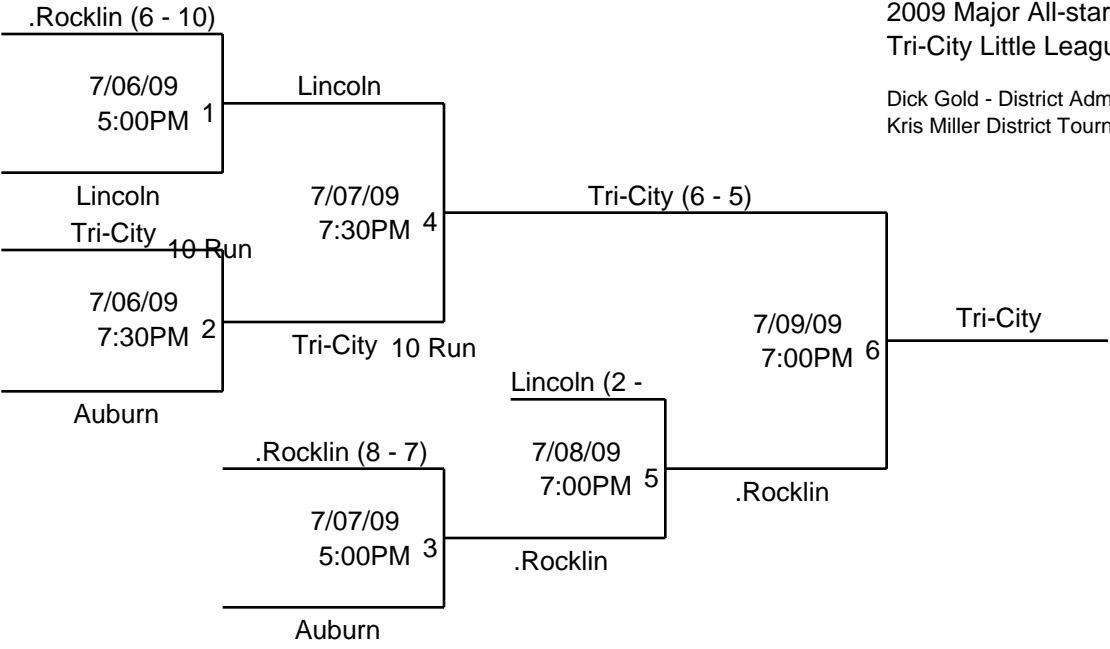 .Rocklin (6 - 10)
2009 Major All-star
Tri-City Little
Dick Gold - District
Kris Miller District
7/06/09
5:00PM 1
Lincoln
Lincoln
Tri-City 10 Run
7/06/09
7:30PM 2
Auburn
7/07/09
7:30PM 4
Tri-City 10 Run
Tri-City (6 - 5)
.Rocklin (8 - 7)
7/07/09
5:00PM 3
Auburn
Lincoln (2 -
7/08/09
7:00PM 5
.Rocklin
7/09/09
7:00PM 6
.Rocklin
Tri-City